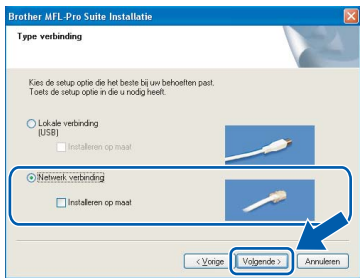 Brother MFL-Pro Suite Installatie
Type verbinding
Kies de setup optie die het beste bij uw behoeften past.
Toets de setup optie in die u nodig heeft.
Lokale verbinding
(USB)
Installeren op maat
Netwerk verbinding
Installeren op maat
< Vorige
Volgende >
Annuleren